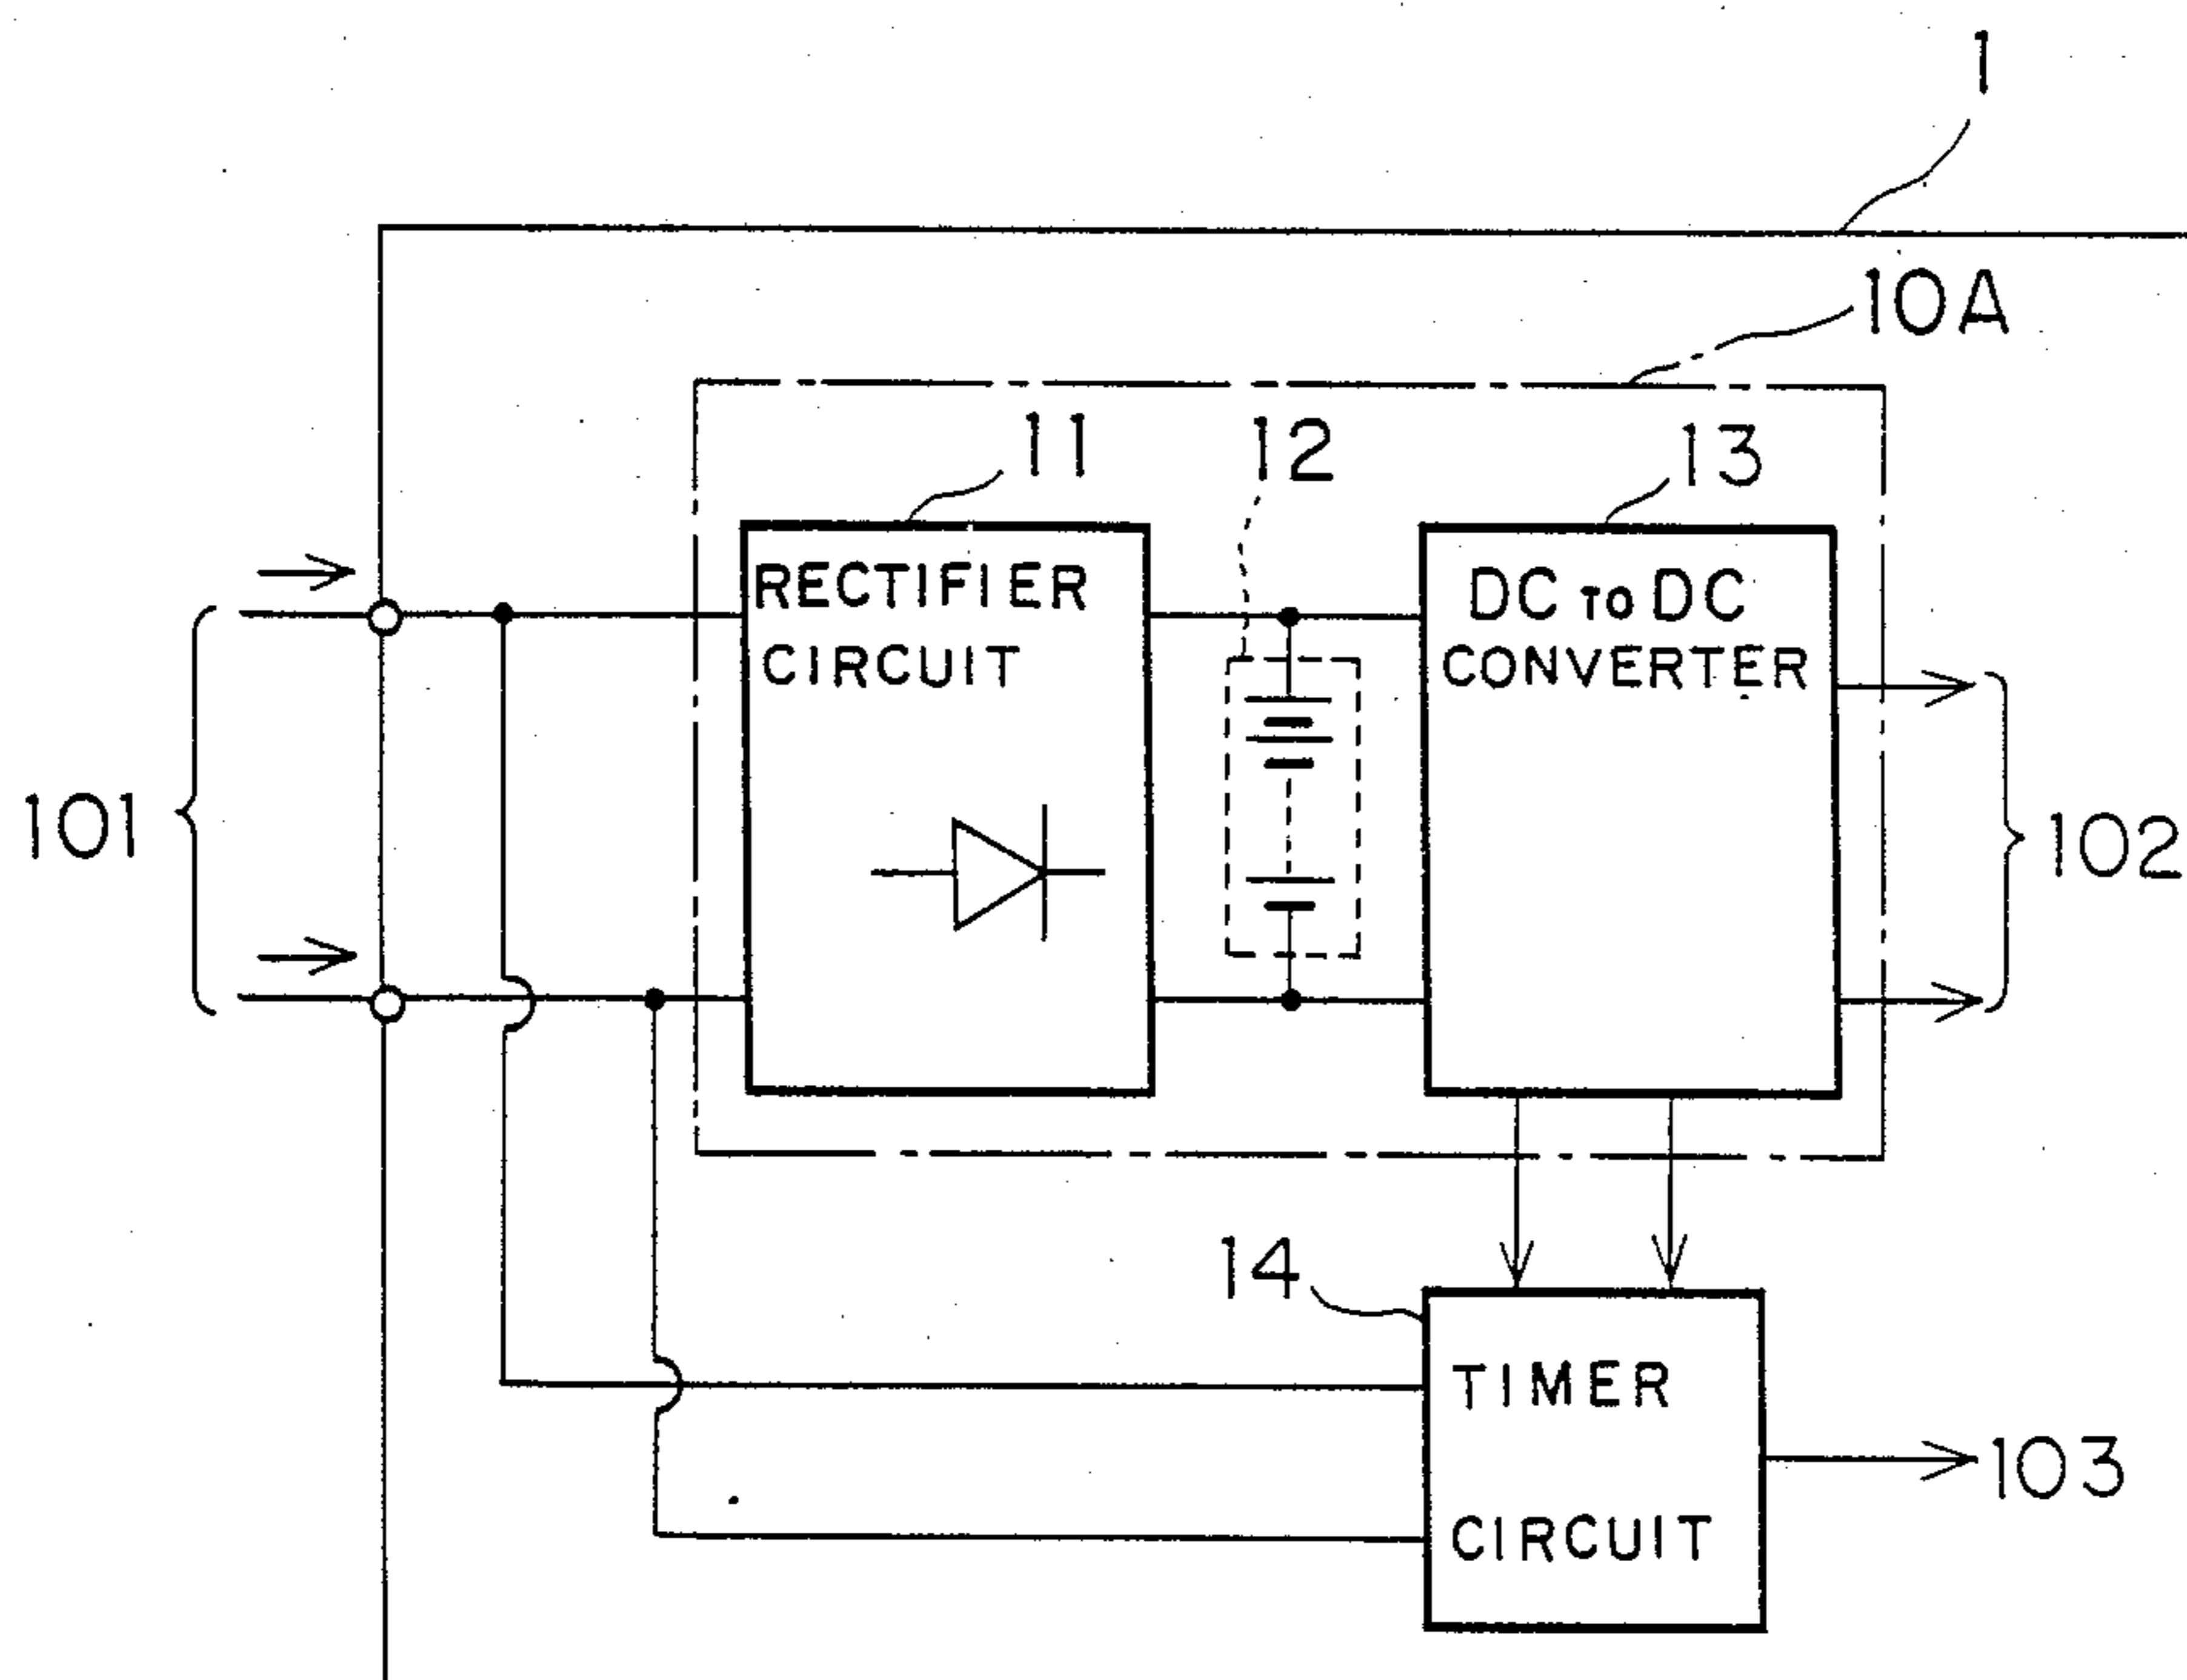 1
10A
11
12
13
RECTIFIER
CIRCUIT
DC TO DC
CONVERTER
101
102
14
TIMER
CIRCUIT
103